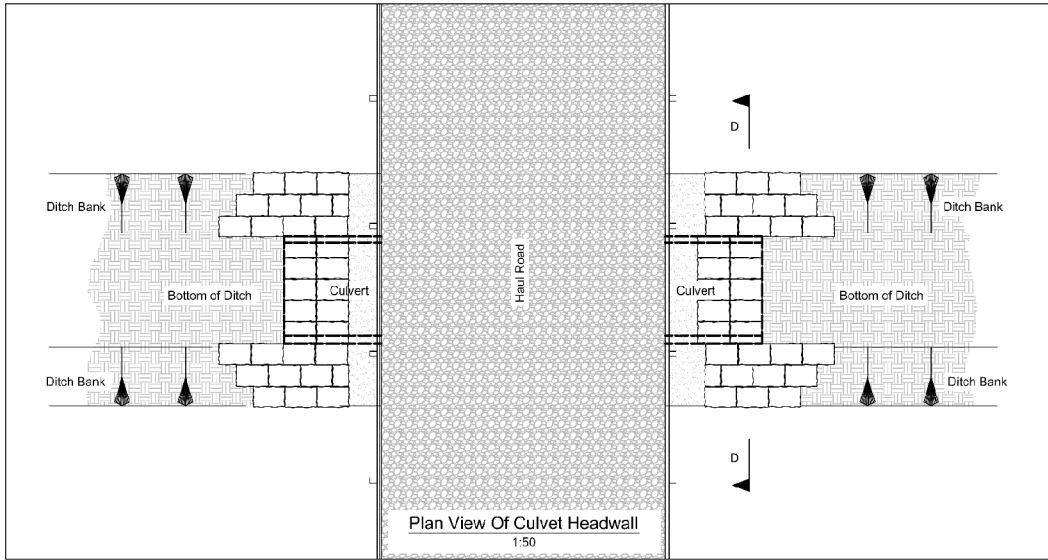 D
Ditch Bank
Ditch Bank
Haul Road
Bottom of Ditch
Culvert
Culvert
Bottom of Ditch
Ditch Bank
Ditch Bank
D
Plan View Of Culvet Headwall
1:50